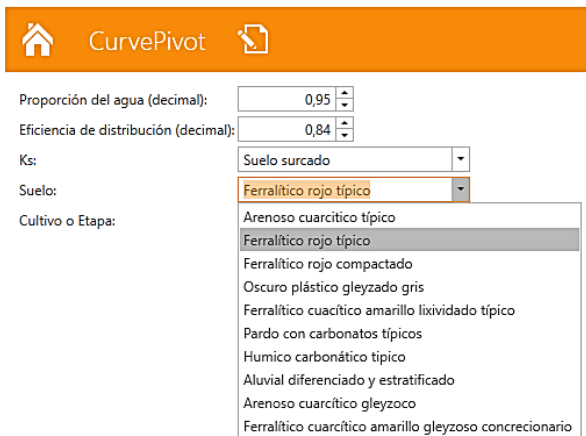 CurvePivot
Proporción del agua (decimal): 0,95
Eficiencia de distribución (decimal): 0,84
Ks: Suelo surcado
Suelo: Ferralítico rojo típico
Cultivo o Etapa:
Arenoso cuarcitico típico
Ferralítico rojo típico
Ferralítico rojo compactado
Oscuro plástico gleyzado gris
Ferralítico cuacítico amarillo lixividado típico
Pardo con carbonatos típicos
Humico carbonático tipico
Aluvial diferenciado y estratificado
Arenoso cuarcítico gleyzoco
Ferralítico cuarcítico amarillo gleyzoso concrecionario